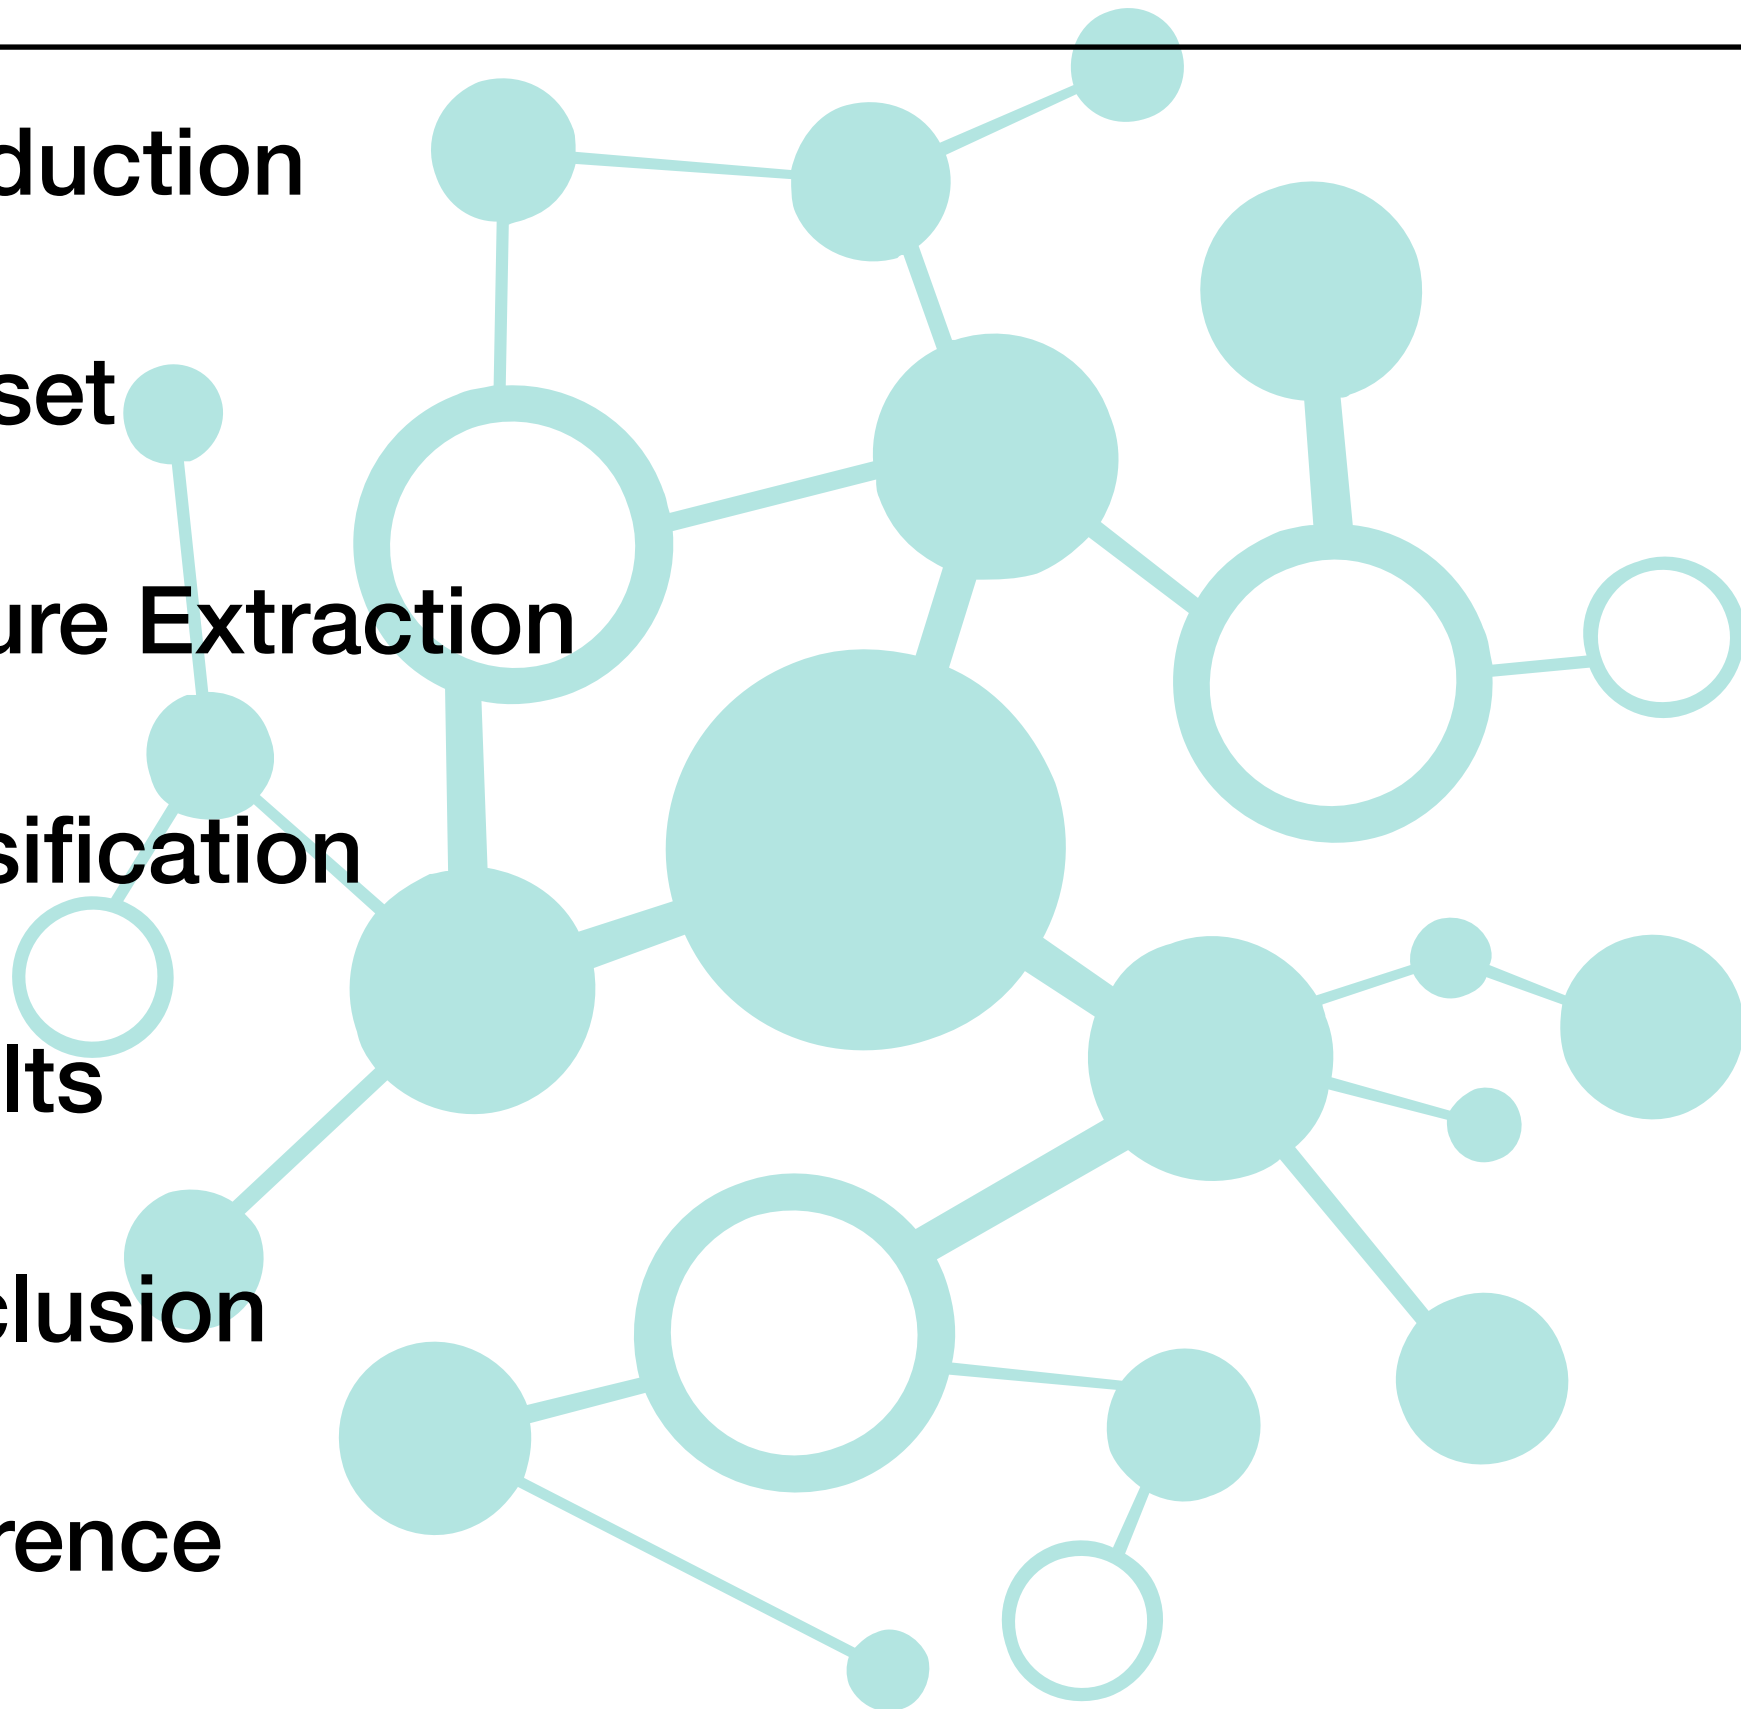 duction
set
ure Extraction
sification
lts
clusion
rence